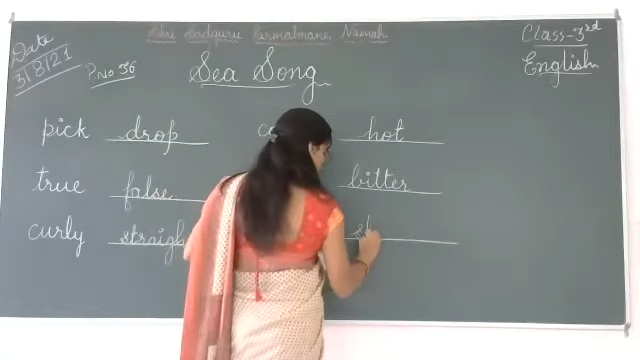 Shri Sadguru Parmatmane Namah
Date
3/8/21
Class-3rd
English
P.No 36
Sea Song
pick drop hot
true false bitter
curly